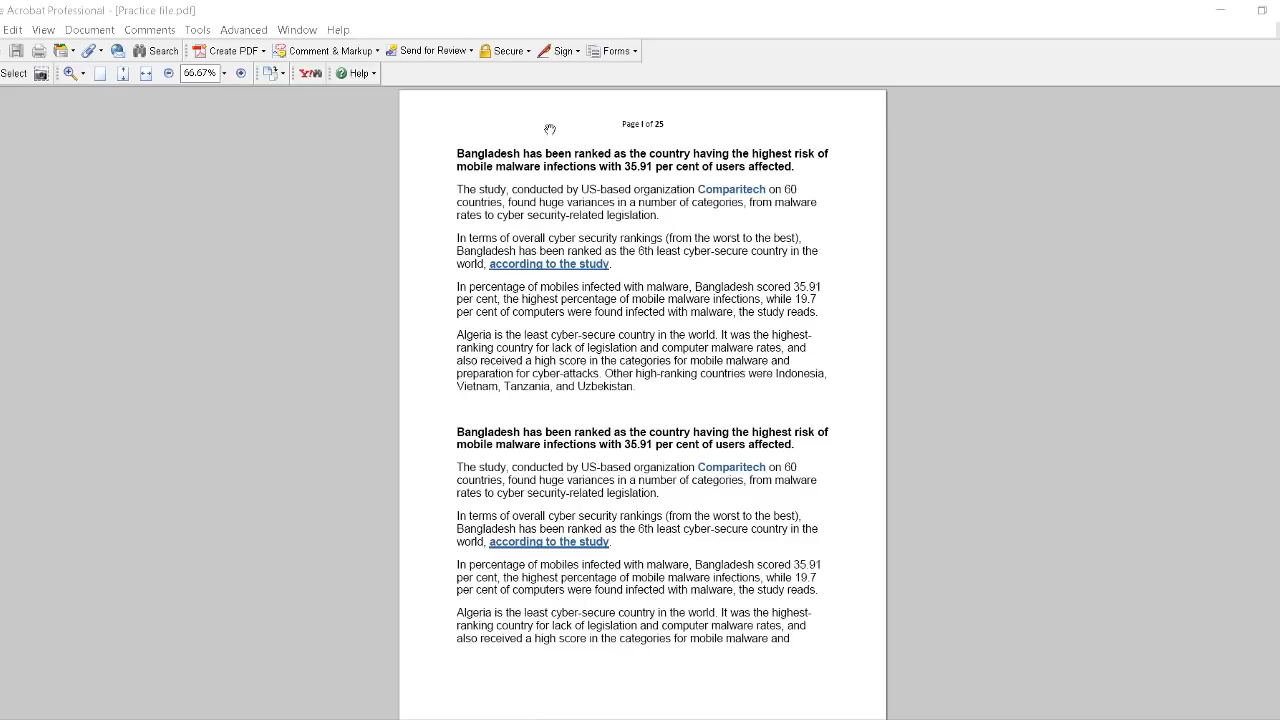 Acrobat Professional - [Practice file.pdf]
Edit View Document Comments Tools Advanced Window Help
Search Create PDF Comment & Markup Send for Review Secure Sign Forms
Select 66.67% Y! Help
Page I of 25
Bangladesh has been ranked as the country having the highest risk of
mobile malware infections with 35.91 per cent of users affected.
The study, conducted by US-based organization Comparitech on 60
countries, found huge variances in a number of categories, from malware
rates to cyber security-related legislation.
In terms of overall cyber security rankings (from the worst to the best),
Bangladesh has been ranked as the 6th least cyber-secure country in the
world, according to the study.
In percentage of mobiles infected with malware, Bangladesh scored 35.91
per cent, the highest percentage of mobile malware infections, while 19.7
per cent of computers were found infected with malware, the study reads.
Algeria is the least cyber-secure country in the world. It was the highest-
ranking country for lack of legislation and computer malware rates, and
also received a high score in the categories for mobile malware and
preparation for cyber-attacks. Other high-ranking countries were Indonesia,
Vietnam, Tanzania, and Uzbekistan.
Bangladesh has been ranked as the country having the highest risk of
mobile malware infections with 35.91 per cent of users affected.
The study, conducted by US-based organization Comparitech on 60
countries, found huge variances in a number of categories, from malware
rates to cyber security-related legislation.
In terms of overall cyber security rankings (from the worst to the best),
Bangladesh has been ranked as the 6th least cyber-secure country in the
world, according to the study.
In percentage of mobiles infected with malware, Bangladesh scored 35.91
per cent, the highest percentage of mobile malware infections, while 19.7
per cent of computers were found infected with malware, the study reads.
Algeria is the least cyber-secure country in the world. It was the highest-
ranking country for lack of legislation and computer malware rates, and
also received a high score in the categories for mobile malware and